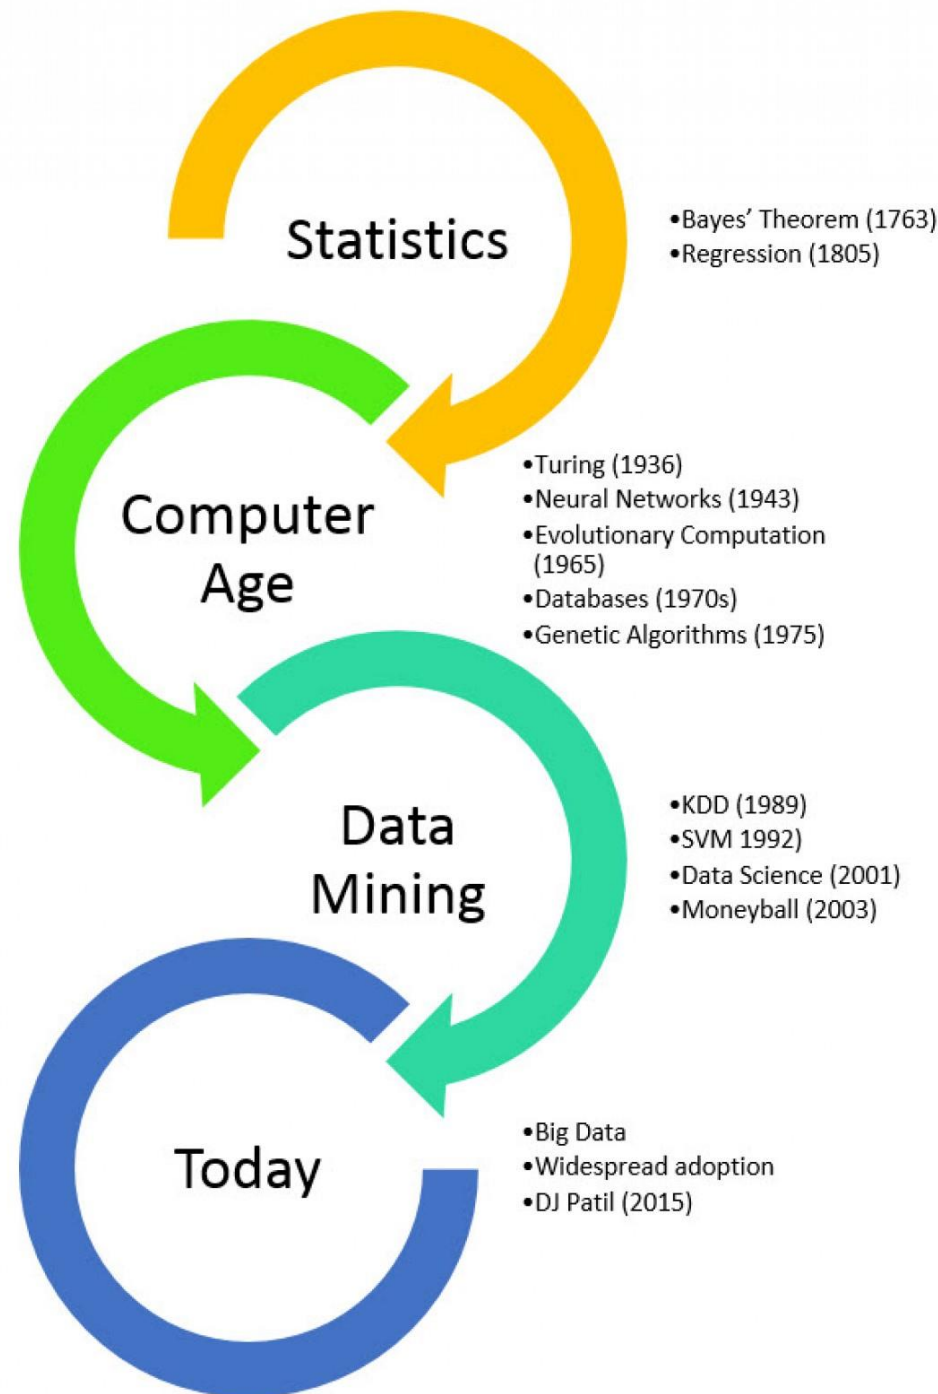 Statistics
•Bayes’ Theorem (1763)
•Regression (1805)
Computer
Age
•Turing (1936)
•Neural Networks (1943)
•Evolutionary Computation
(1965)
•Databases (1970s)
•Genetic Algorithms (1975)
Data
Mining
•KDD (1989)
•SVM 1992)
•Data Science (2001)
•Moneyball (2003)
Today
•Big Data
•Widespread adoption
•DJ Patil (2015)